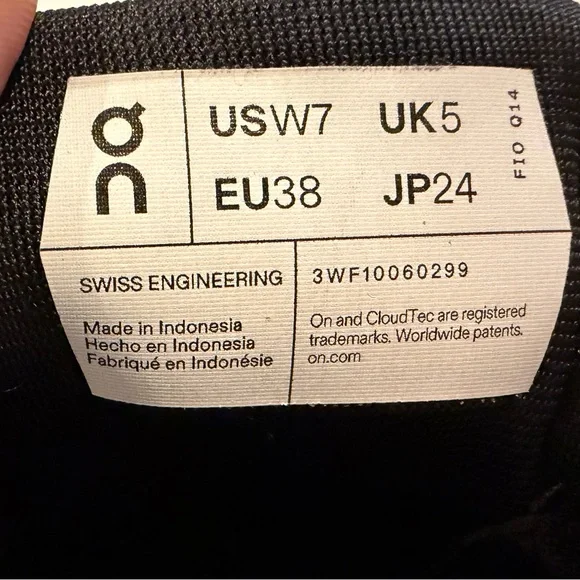 On
USW7 UK5
EU38 JP24
FIO Q14
SWISS ENGINEERING
Made in Indonesia
Hecho en Indonesia
Fabriqué en Indonésie
3WF10060299
On and CloudTec are registered
trademarks. Worldwide patents.
on.com